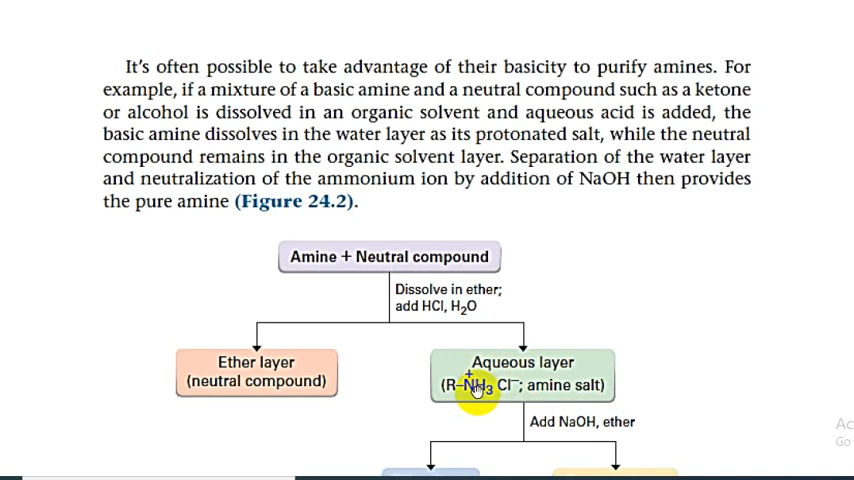 It's often possible to take advantage of their basicity to purify amines. For
example, if a mixture of a basic amine and a neutral compound such as a ketone
or alcohol is dissolved in an organic solvent and aqueous acid is added, the
basic amine dissolves in the water layer as its protonated salt, while the neutral
compound remains in the organic solvent layer. Separation of the water layer
and neutralization of the ammonium ion by addition of NaOH then provides
the pure amine (Figure 24.2).
Amine + Neutral compound
Dissolve in ether;
add HCl, H₂O
Ether layer
(neutral compound)
Aqueous layer
(R–NH₃⁺ Cl⁻; amine salt)
Add NaOH, ether
Ac
Go